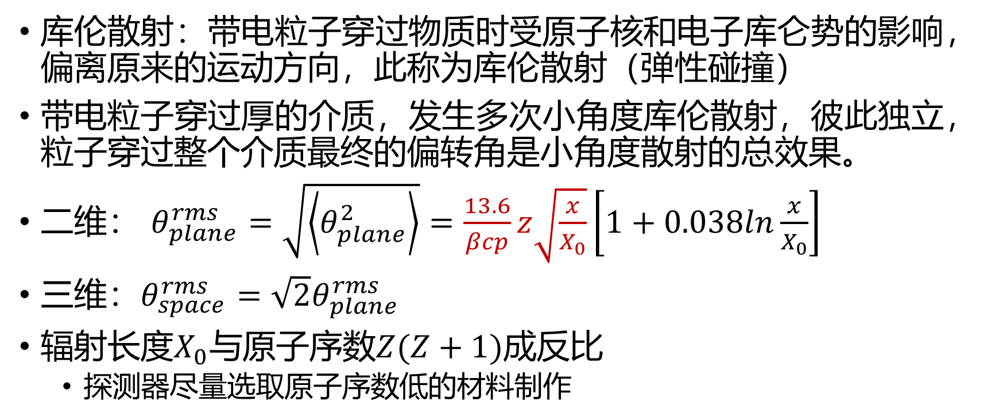 • 库伦散射：带电粒子穿过物质时受原子核和电子库仑势的影响，
偏离原来的运动方向，此称为库伦散射（弹性碰撞）
• 带电粒子穿过厚的介质，发生多次小角度库伦散射，彼此独立，
粒子穿过整个介质最终的偏转角是小角度散射的总效果。
• 二维： $\theta_{plane}^{rms} = \sqrt{\left\langle \theta_{plane}^{2} \right\rangle} = \frac{13.6}{\beta cp} z \sqrt{\frac{x}{X_0}} \left[ 1 + 0.038ln\frac{x}{X_0} \right]$
• 三维：$\theta_{space}^{rms} = \sqrt{2}\theta_{plane}^{rms}$
• 辐射长度$X_0$与原子序数$Z(Z + 1)$成反比
• 探测器尽量选取原子序数低的材料制作